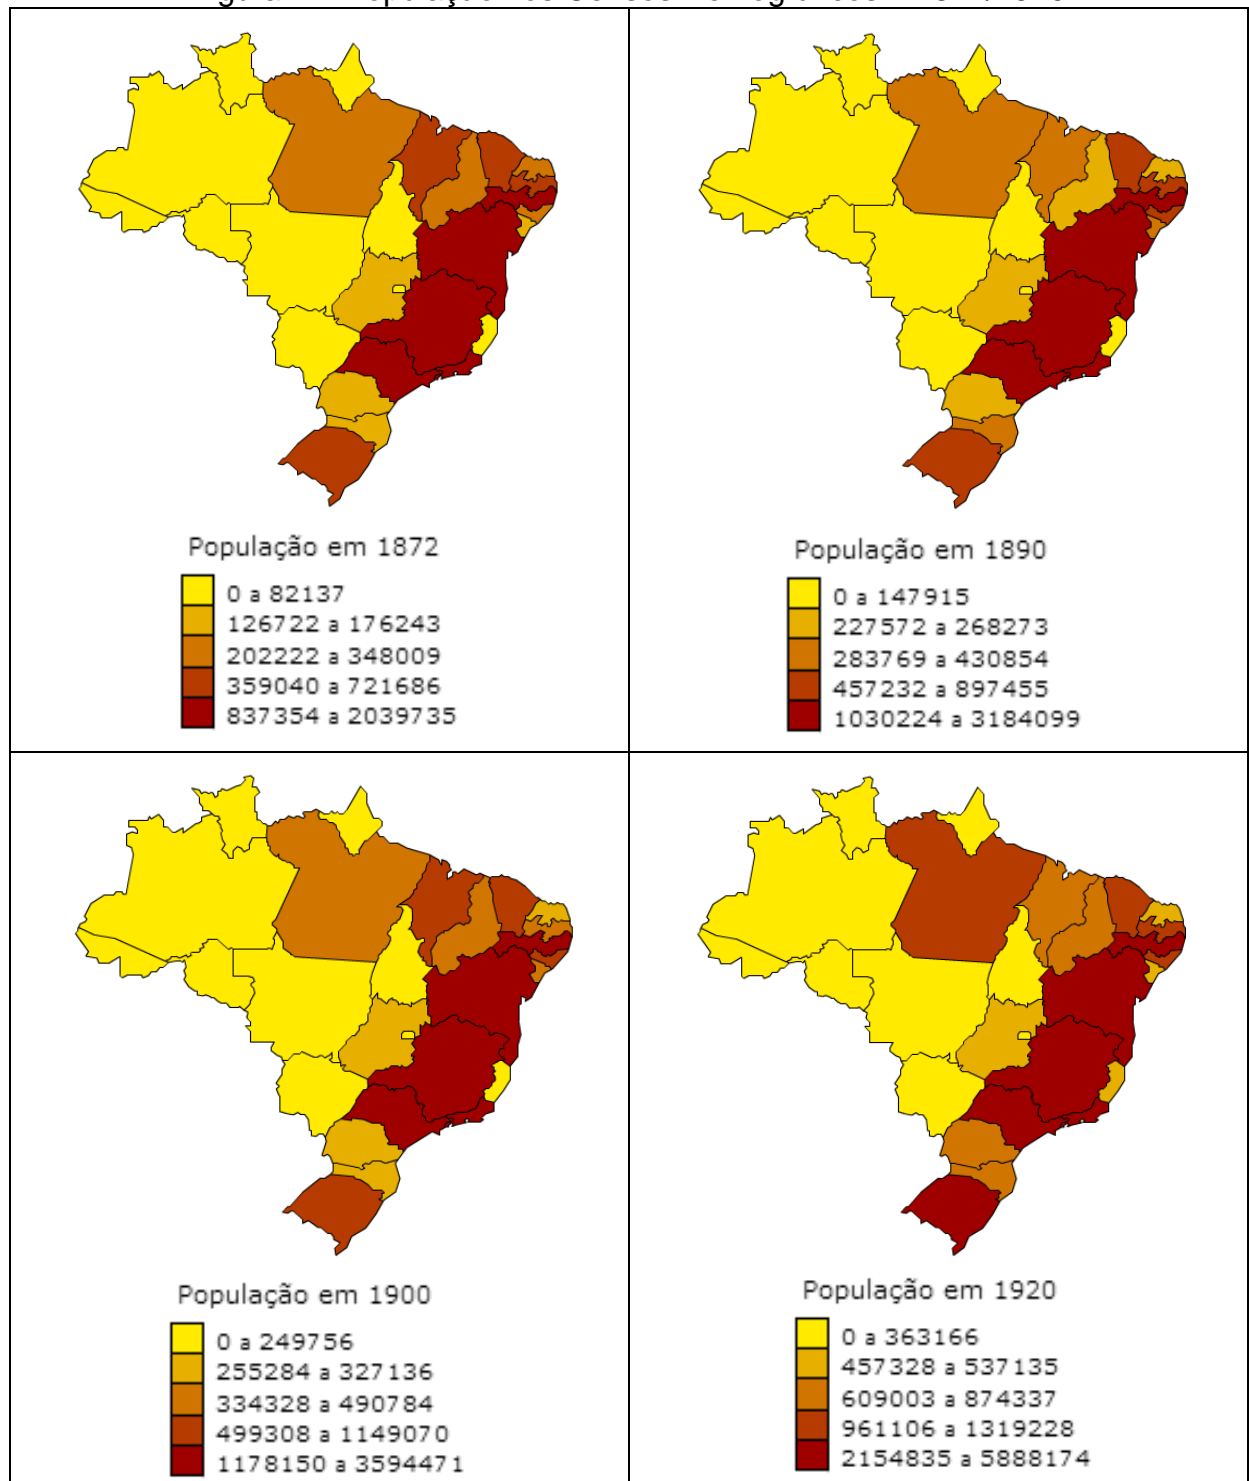 População em 1872
0 a 82137
126722 a 176243
202222 a 348009
359040 a 721686
837354 a 2039735
População em 1890
0 a 147915
227572 a 268273
283769 a 430854
457232 a 897455
1030224 a 3184099
População em 1900
0 a 249756
255284 a 327136
334328 a 490784
499308 a 1149070
1178150 a 3594471
População em 1920
0 a 363166
457328 a 537135
609003 a 874337
961106 a 1319228
2154835 a 5888174